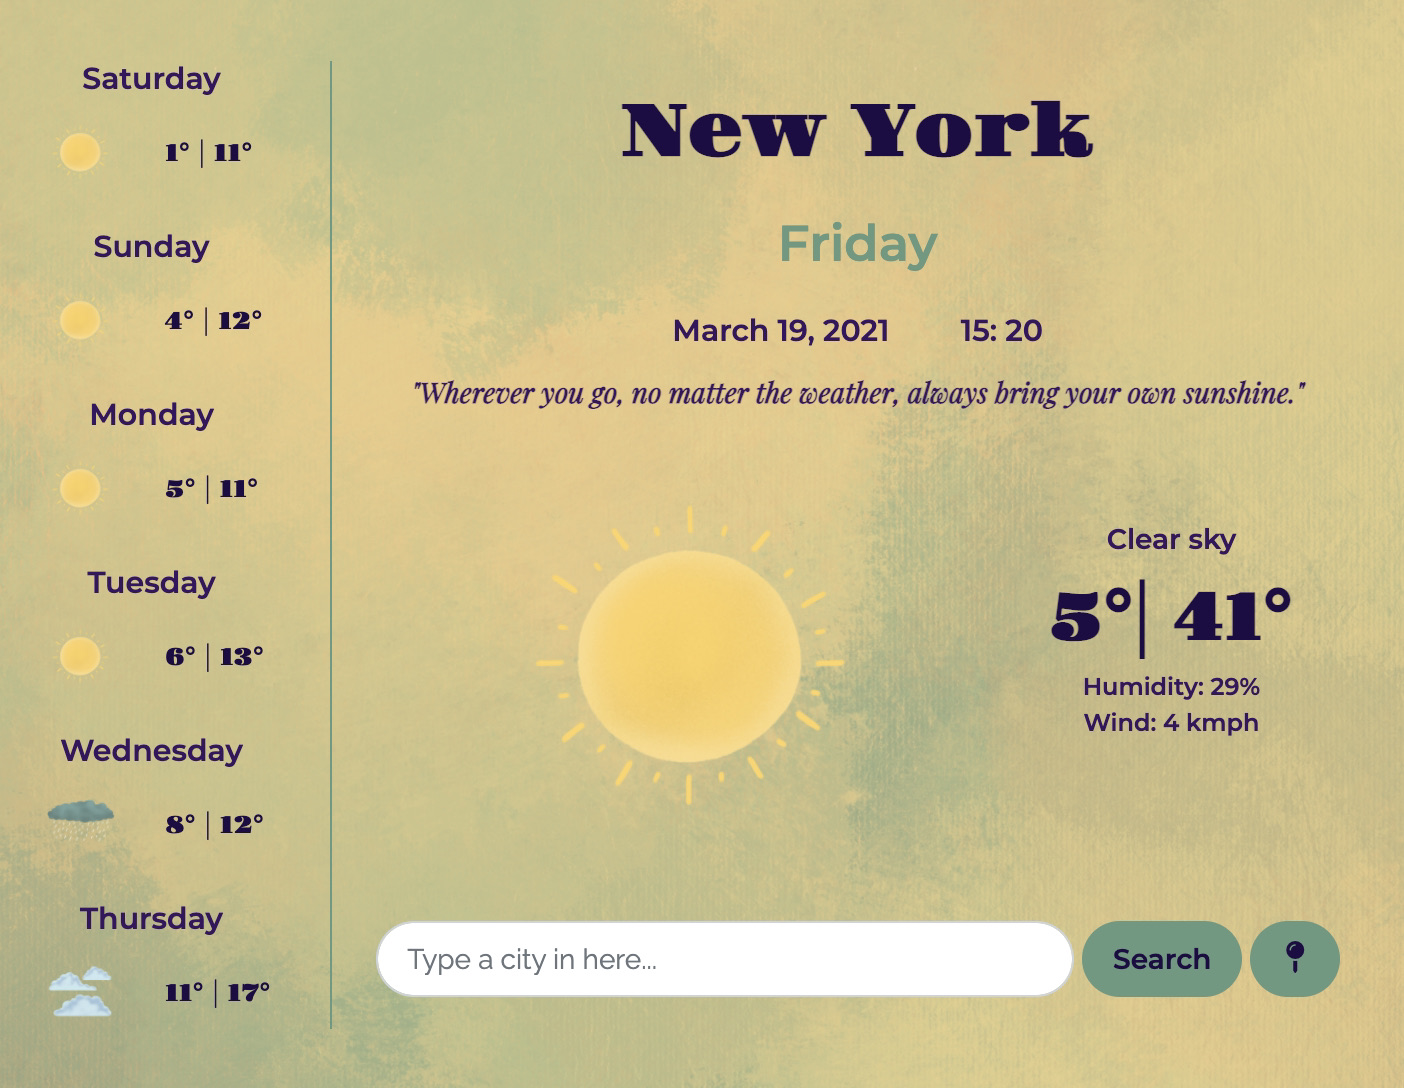 Saturday
1° | 11°
Sunday
4° | 12°
Monday
5° | 11°
Tuesday
6° | 13°
Wednesday
8° | 12°
Thursday
11° | 17°
New York
Friday
March 19, 2021 15: 20
"Wherever you go, no matter the weather, always bring your own sunshine."
Clear sky
5°| 41°
Humidity: 29%
Wind: 4 kmph
Type a city in here... Search